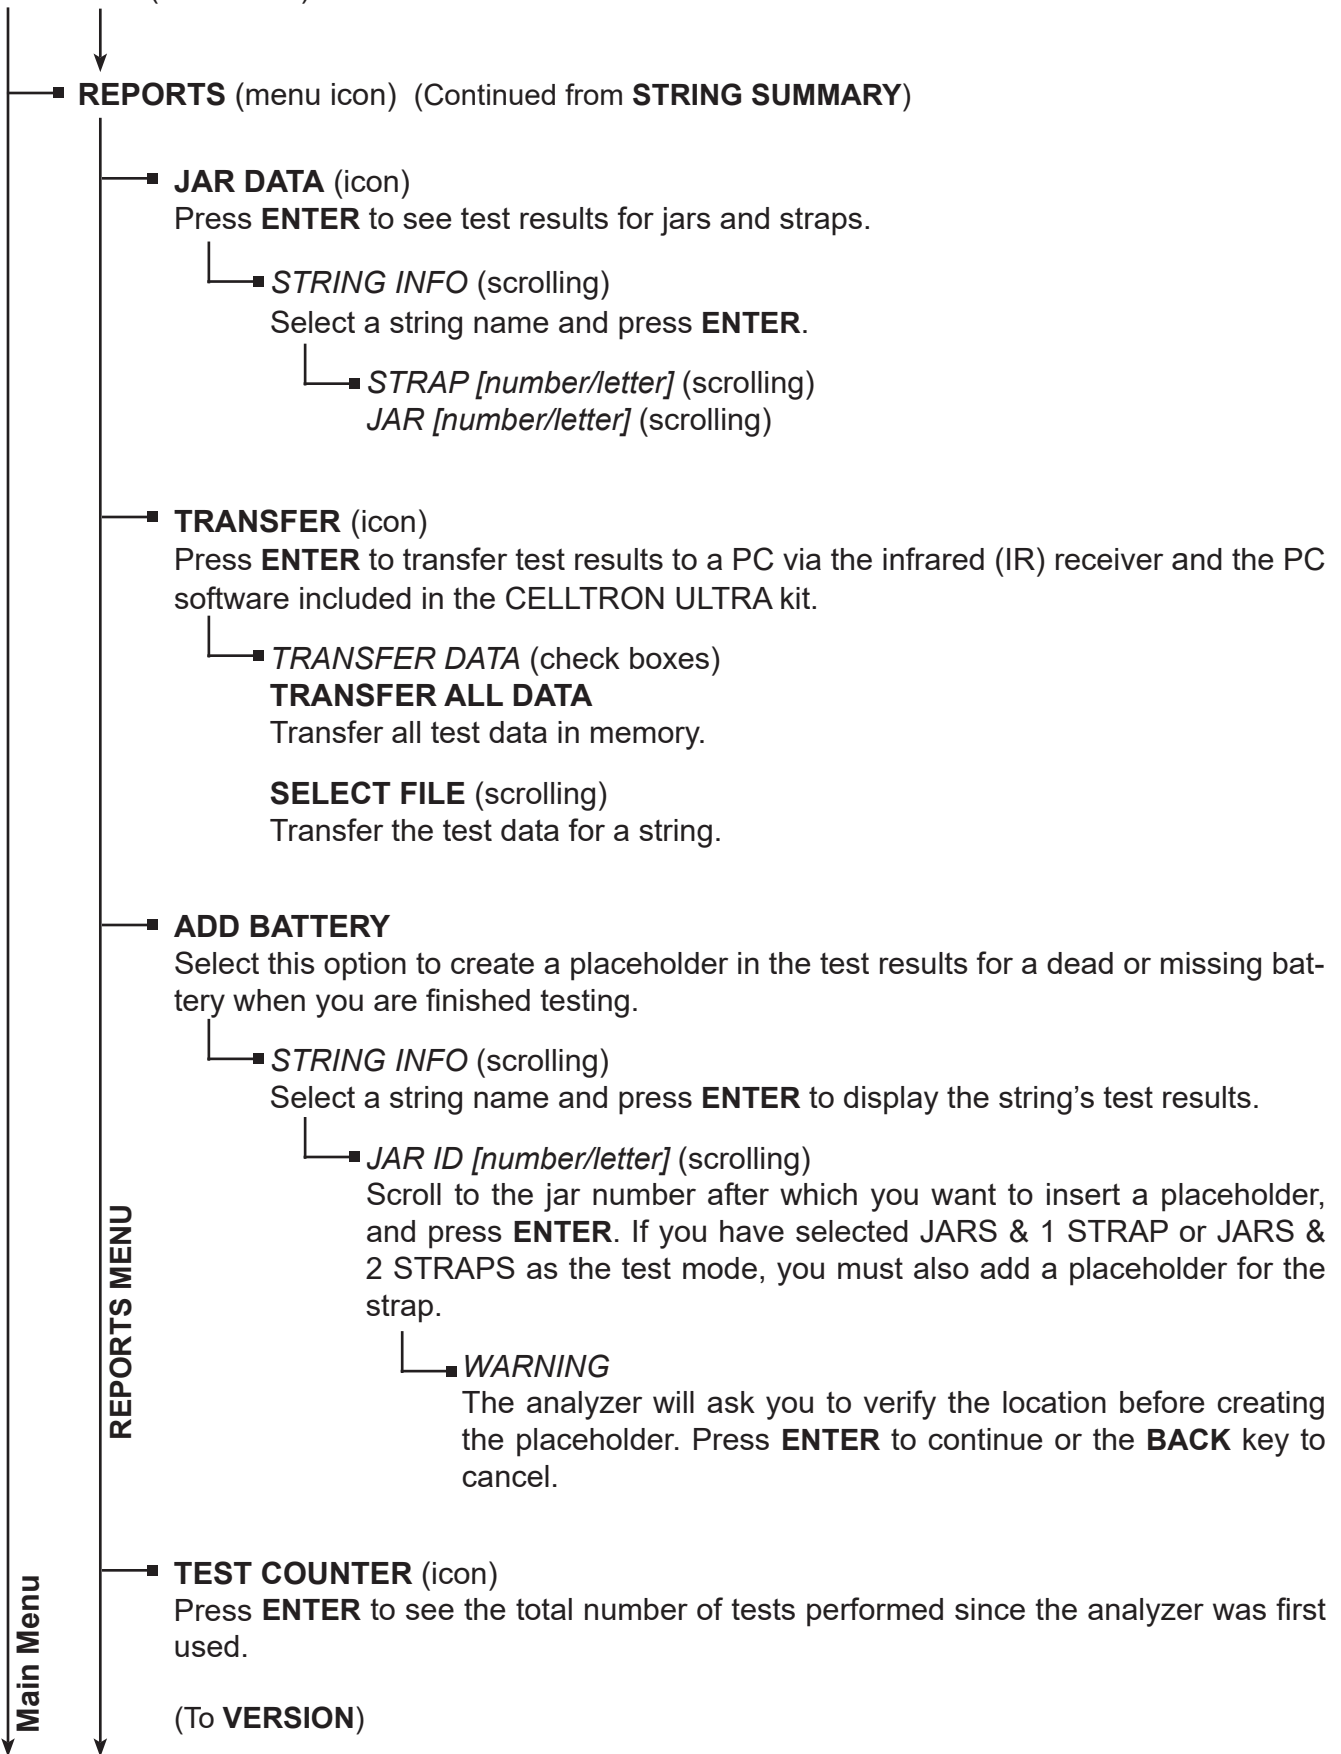 REPORTS (menu icon) (Continued from STRING SUMMARY)
JAR DATA (icon)
Press ENTER to see test results for jars and straps.
STRING INFO (scrolling)
Select a string name and press ENTER.
STRAP [number/letter] (scrolling)
JAR [number/letter] (scrolling)
TRANSFER (icon)
Press ENTER to transfer test results to a PC via the infrared (IR) receiver and the PC
software included in the CELLTRON ULTRA kit.
TRANSFER DATA (check boxes)
TRANSFER ALL DATA
Transfer all test data in memory.
SELECT FILE (scrolling)
Transfer the test data for a string.
ADD BATTERY
Select this option to create a placeholder in the test results for a dead or missing bat-
tery when you are finished testing.
STRING INFO (scrolling)
Select a string name and press ENTER to display the string’s test results.
JAR ID [number/letter] (scrolling)
Scroll to the jar number after which you want to insert a placeholder,
and press ENTER. If you have selected JARS & 1 STRAP or JARS &
2 STRAPS as the test mode, you must also add a placeholder for the
strap.
WARNING
The analyzer will ask you to verify the location before creating
the placeholder. Press ENTER to continue or the BACK key to
cancel.
REPORTS MENU
TEST COUNTER (icon)
Press ENTER to see the total number of tests performed since the analyzer was first
used.
(To VERSION)
Main Menu